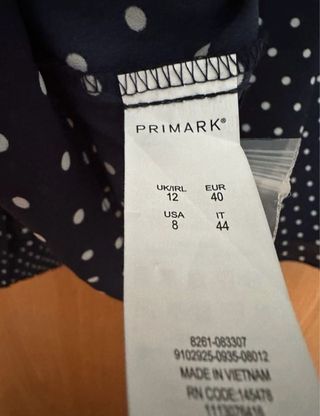 PRIMARK®
UK/IRL EUR
12 40
USA IT
8 44
8261-083307
9102925-0935-08012
MADE IN VIETNAM
RN CODE:145478